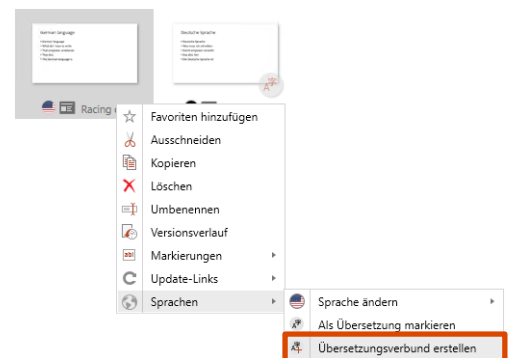 German language
Deutsche Sprache
Racing
Favoriten hinzufügen
Ausschneiden
Kopieren
Löschen
Umbenennen
Versionsverlauf
abl Markierungen
Update-Links
Sprachen
Sprache ändern
Als Übersetzung markieren
Übersetzungsverbund erstellen